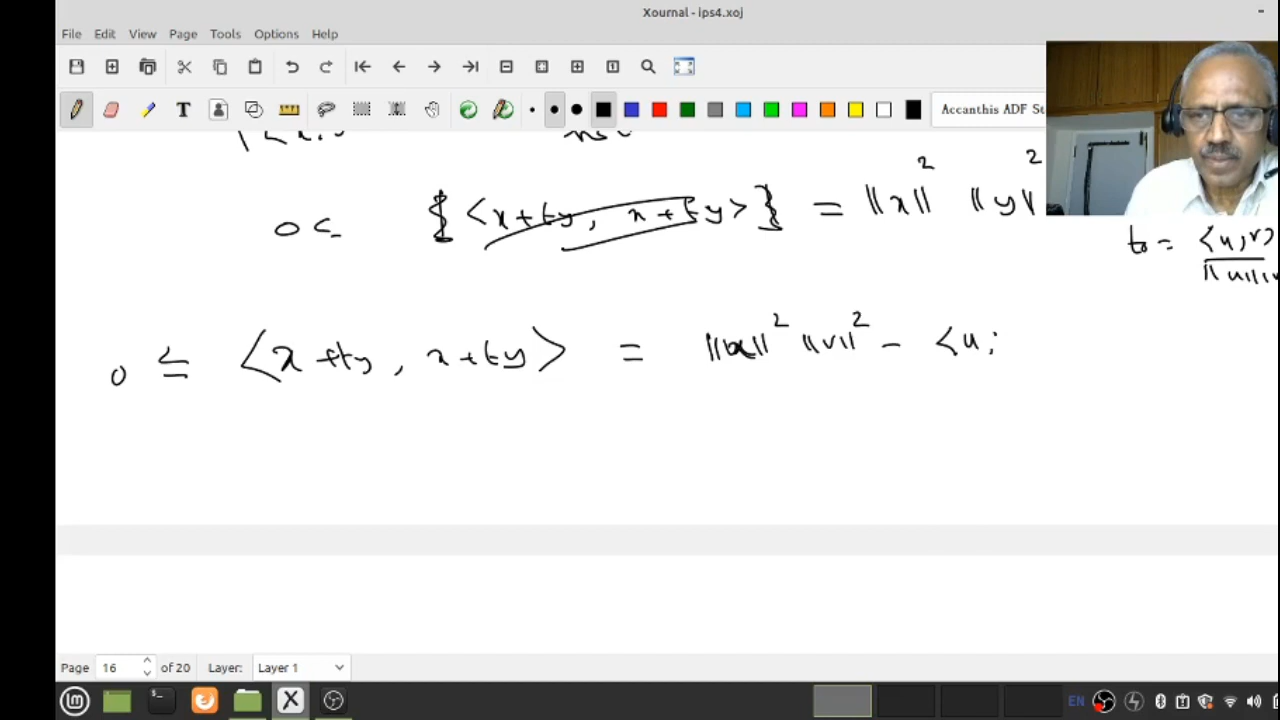 Xournal - ips4.xoj
File Edit View Page Tools Options Help
Accanthis ADF St
0 ≤ {<x+ty, x+ty>} = ||x||² ||y||²
t₀ = <u,v> / ||u||
0 ≤ <x+ty, x+ty> = ||u||² ||v||² - <u,
Page 16 of 20 Layer: Layer 1
EN